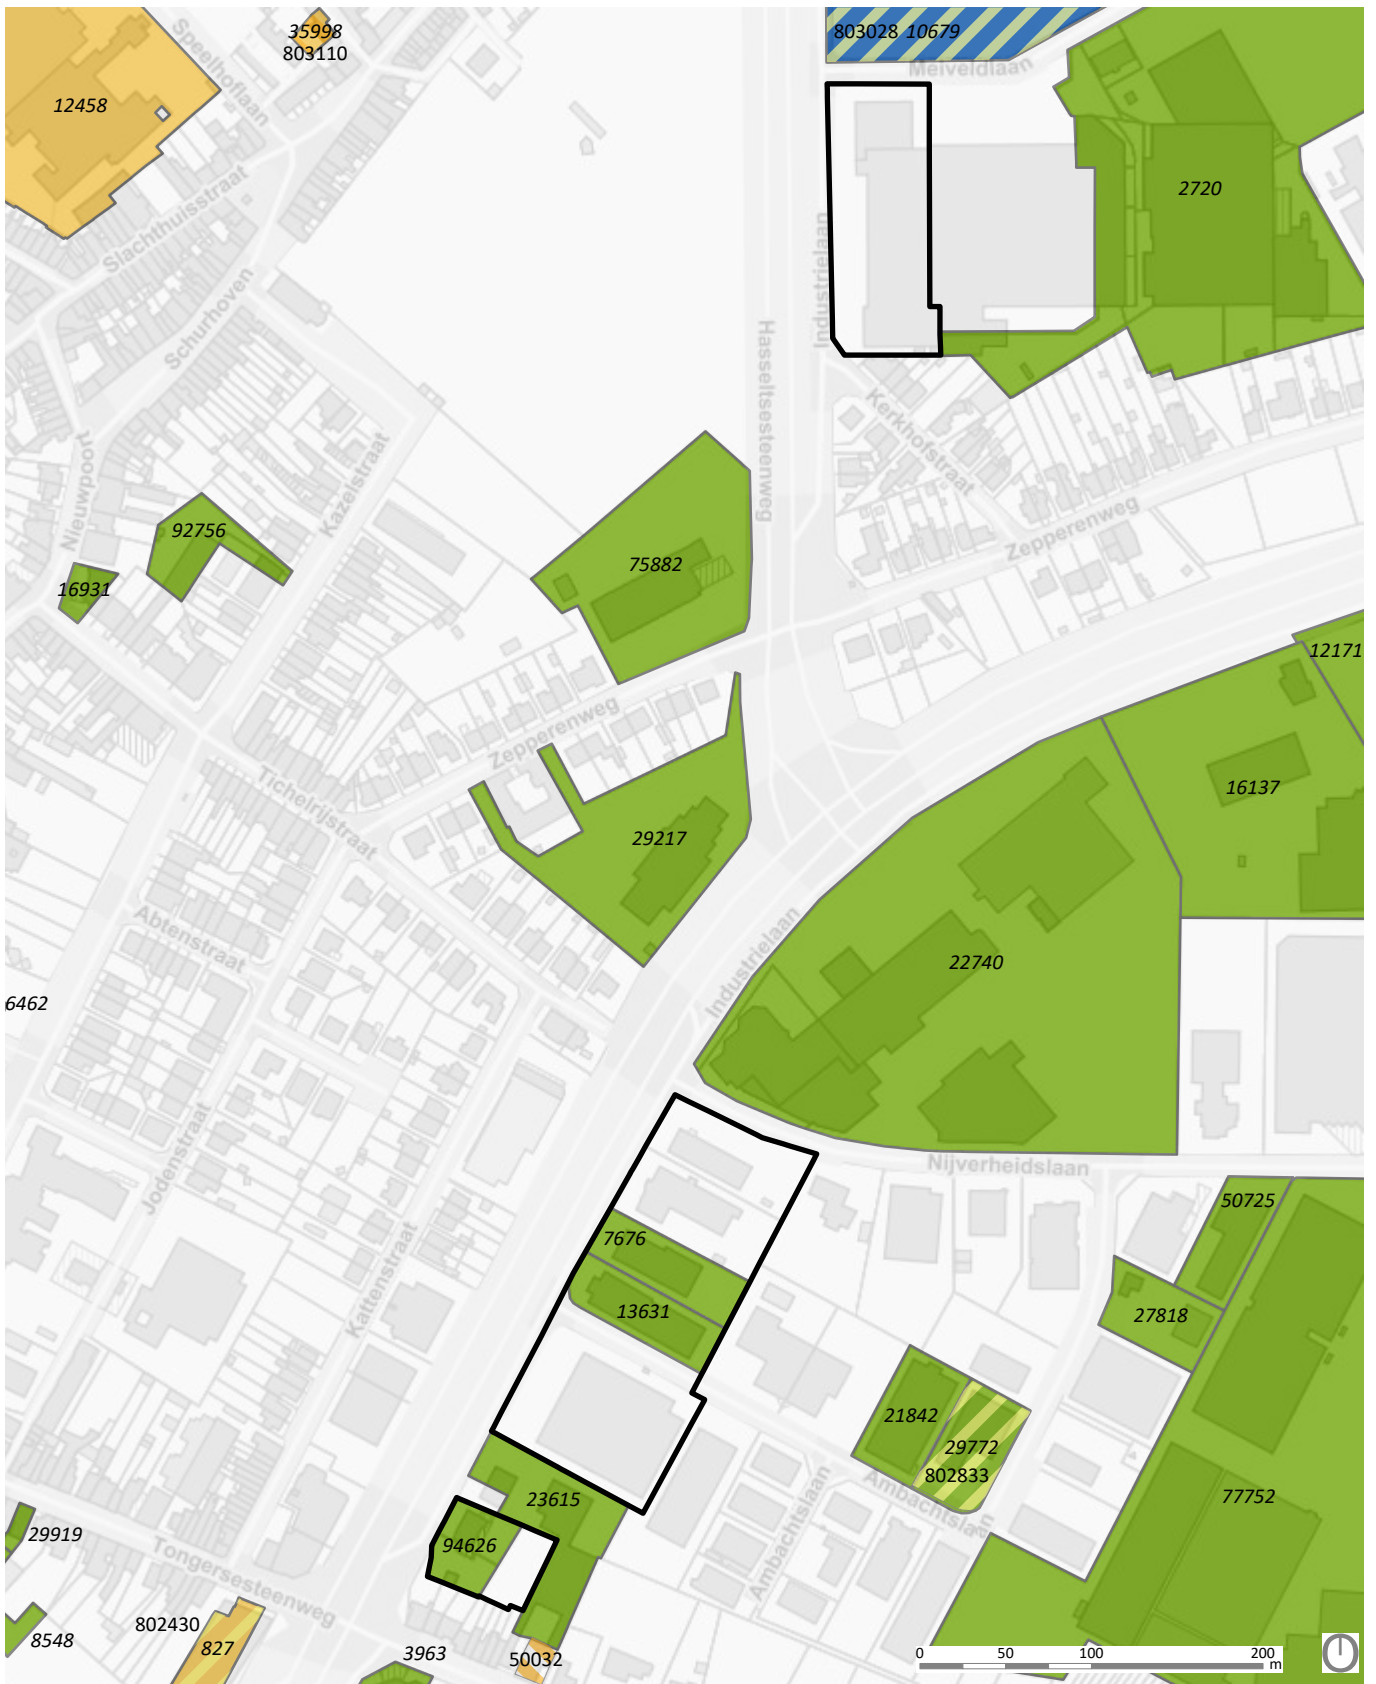 35998
803110
Speelhoflaan
803028 10679
Meiveldlaan
12458
2720
Slachthuisstraat
Schurhoven
Industrielaan
Hasseltsesteenweg
Kerkhofstraat
Nieuwpoort
Kazelstraat
92756
16931
75882
Zepperenweg
12171
Zepperenweg
16137
Tichelrijstraat
29217
Abtenstraat
Industrielaan
22740
6462
Jodenstraat
Nijverheidslaan
50725
7676
13631
27818
Kattenstraat
21842
29772
802833
77752
23615
Ambachtslaan
Ambachtslaan
29919
94626
Tongersesteenweg
802430
827
8548
3963
50032
0 50 100 200
m